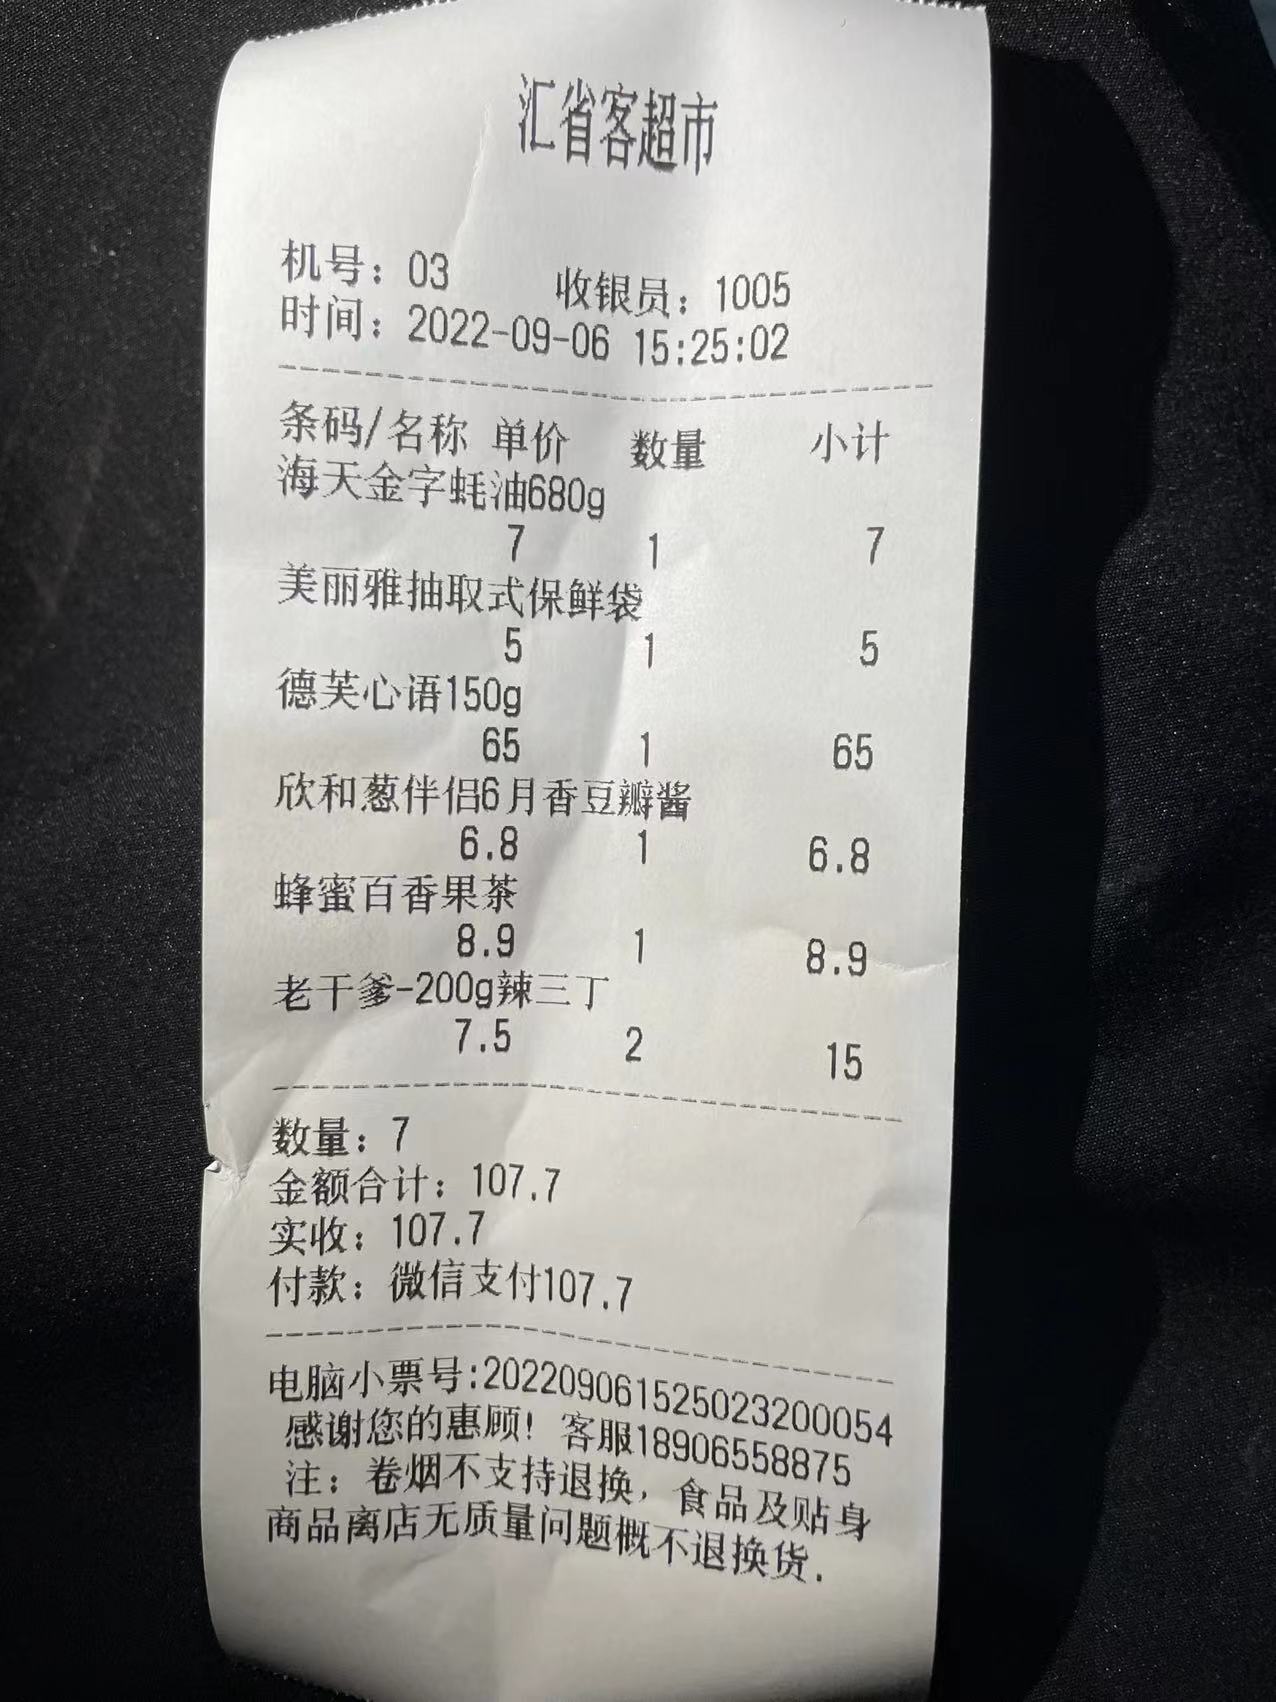 汇省客超市
机号：03 收银员：1005
时间：2022-09-06 15:25:02
条码/名称 单价 数量 小计
海天金字蚝油680g
7 1 7
美丽雅抽取式保鲜袋
5 1 5
德芙心语150g
65 1 65
欣和葱伴侣6月香豆瓣酱
6.8 1 6.8
蜂蜜百香果茶
8.9 1 8.9
老干爹-200g辣三丁
7.5 2 15
数量：7
金额合计：107.7
实收：107.7
付款：微信支付107.7
电脑小票号:202209061525023200054
感谢您的惠顾！客服18906558875
注：卷烟不支持退换，食品及贴身
商品离店无质量问题概不退换货.